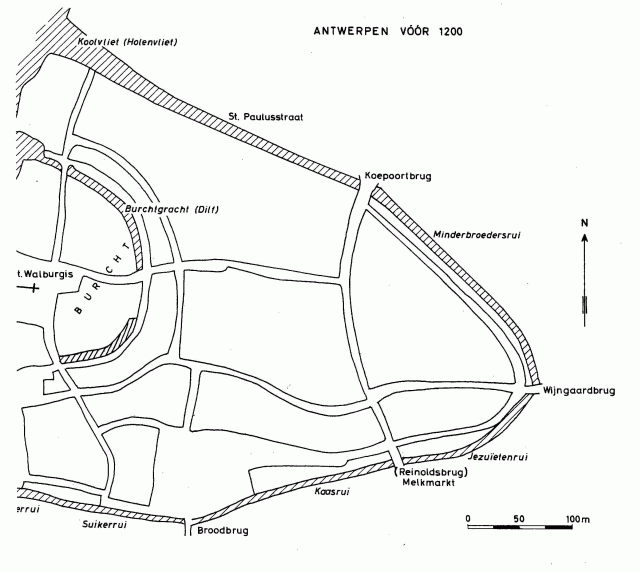 ANTWERPEN VÓÓR 1200
Koolvliet (Holenvliet)
St. Paulusstraat
Koepoortbrug
Burchtgracht (Dilf)
Minderbroedersrui
N
BURCHT
t. Walburgis
Wijngaardbrug
Jezuïetenrui
(Reinoldsbrug)
Melkmarkt
Kaasrui
errui
Suikerrui
Broodbrug
0 50 100m